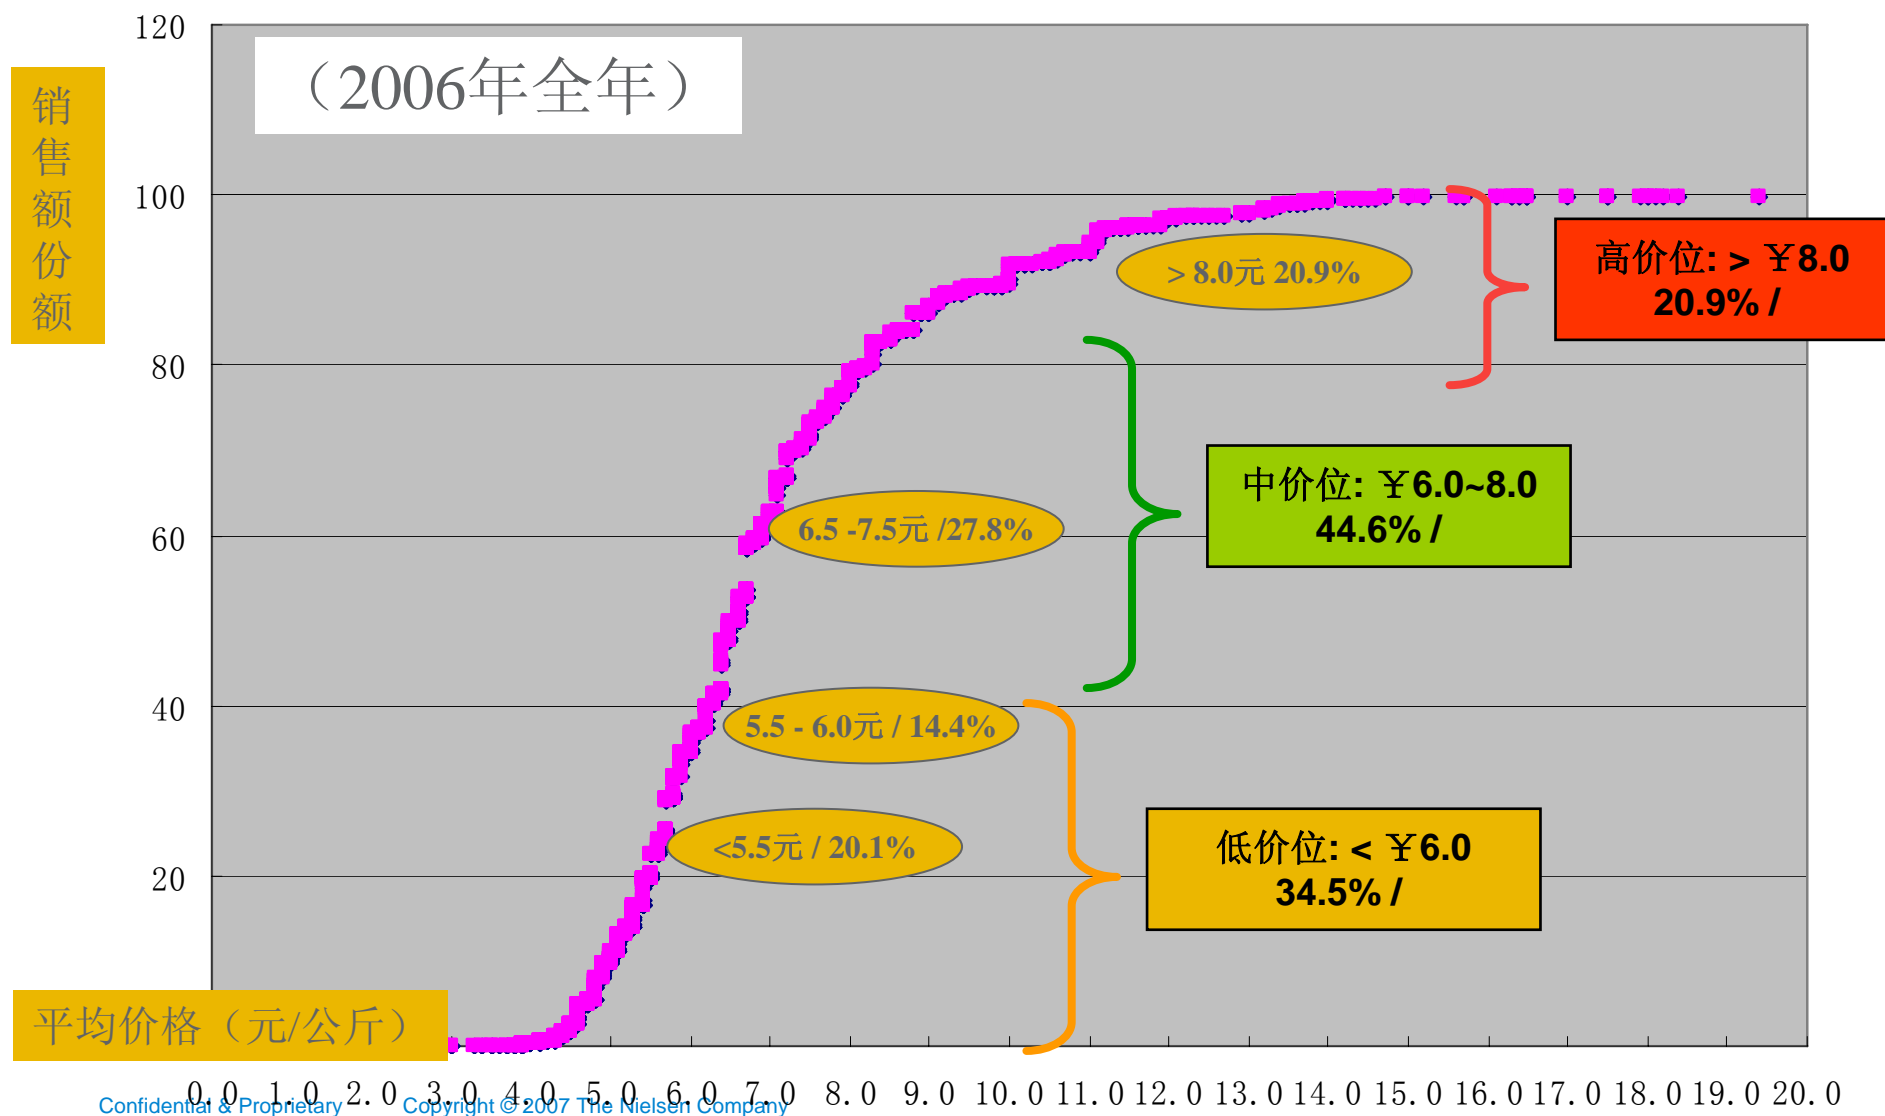 120
（2006年全年）
销
售
额
份
额
100
高价位: > ￥8.0
20.9% /
> 8.0元 20.9%
80
中价位: ￥6.0~8.0
44.6% /
60
6.5 -7.5元 /27.8%
40
5.5 - 6.0元 / 14.4%
低价位: < ￥6.0
34.5% /
<5.5元 / 20.1%
20
平均价格（元/公斤）
0.0 1.0 2.0 3.0 4.0 5.0 6.0 7.0 8.0 9.0 10.0 11.0 12.0 13.0 14.0 15.0 16.0 17.0 18.0 19.0 20.0
Confidential & Proprietary Copyright © 2007 The Nielsen Company